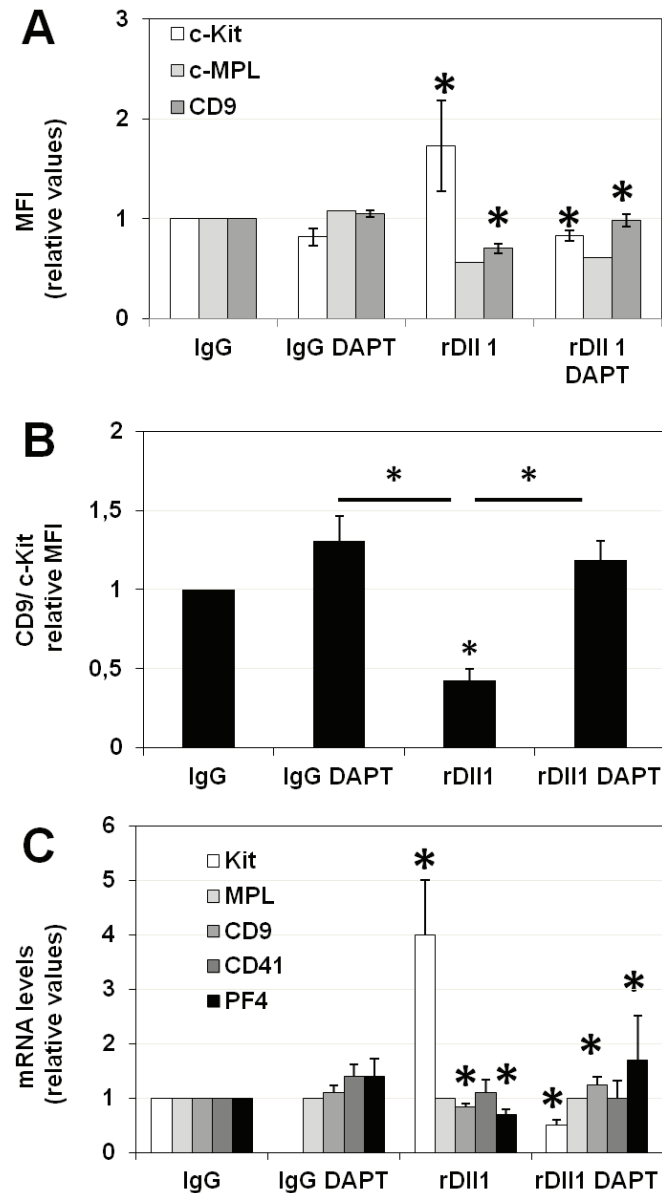 A
3
2
1
0
MFI
(relative values)
c-Kit
c-MPL
CD9
*
*
*
*
IgG
IgG DAPT
rDll 1
rDll 1
DAPT
B
2
1,5
1
0,5
0
CD9/ c-Kit
relative MFI
*
*
*
IgG
IgG DAPT
rDll1
rDll1 DAPT
C
6
5
4
3
2
1
0
mRNA levels
(relative values)
Kit
MPL
CD9
CD41
PF4
*
*
*
*
*
*
IgG
IgG DAPT
rDll1
rDll1 DAPT